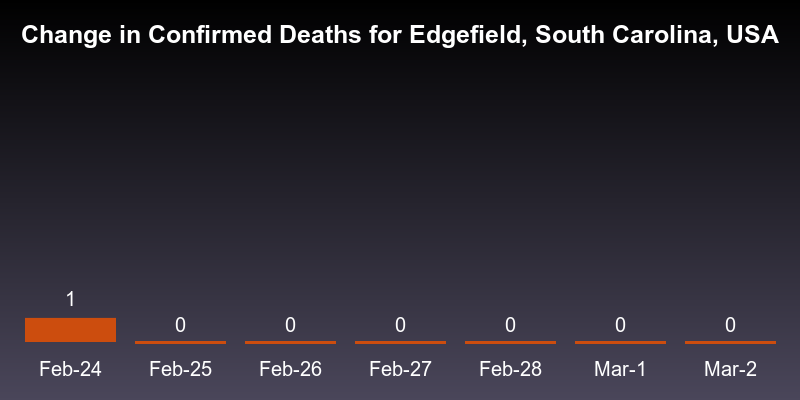 Change in Confirmed Deaths for Edgefield, South Carolina, USA
1 0 0 0 0 0 0
Feb-24 Feb-25 Feb-26 Feb-27 Feb-28 Mar-1 Mar-2